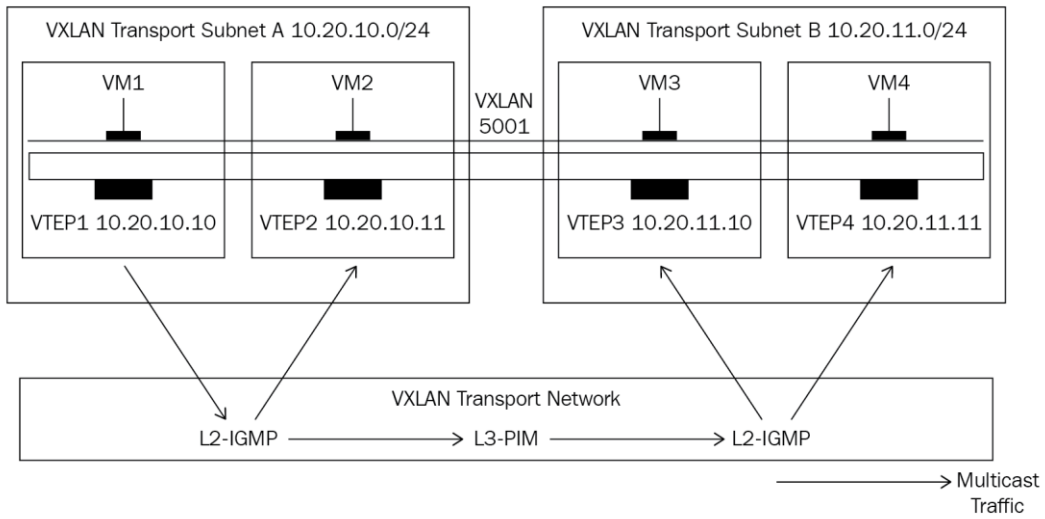 VXLAN Transport Subnet A 10.20.10.0/24
VXLAN Transport Subnet B 10.20.11.0/24
VM1
VM2
VXLAN
5001
VM3
VM4
VTEP1 10.20.10.10
VTEP2 10.20.10.11
VTEP3 10.20.11.10
VTEP4 10.20.11.11
VXLAN Transport Network
L2-IGMP
L3-PIM
L2-IGMP
Multicast
Traffic